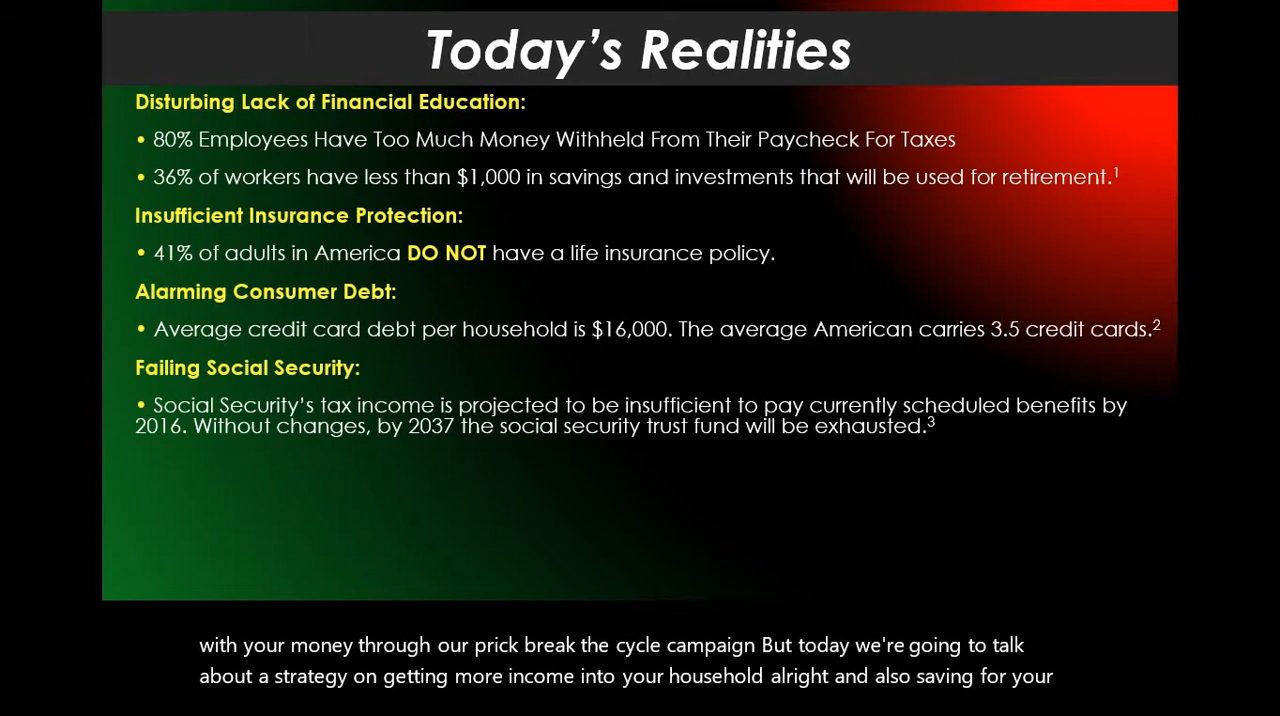 Today's Realities
Disturbing Lack of Financial Education:
• 80% Employees Have Too Much Money Withheld From Their Paycheck For Taxes
• 36% of workers have less than $1,000 in savings and investments that will be used for retirement.¹
Insufficient Insurance Protection:
• 41% of adults in America DO NOT have a life insurance policy.
Alarming Consumer Debt:
• Average credit card debt per household is $16,000. The average American carries 3.5 credit cards.²
Failing Social Security:
• Social Security's tax income is projected to be insufficient to pay currently scheduled benefits by
2016. Without changes, by 2037 the social security trust fund will be exhausted.³
with your money through our prick break the cycle campaign But today we're going to talk
about a strategy on getting more income into your household alright and also saving for your